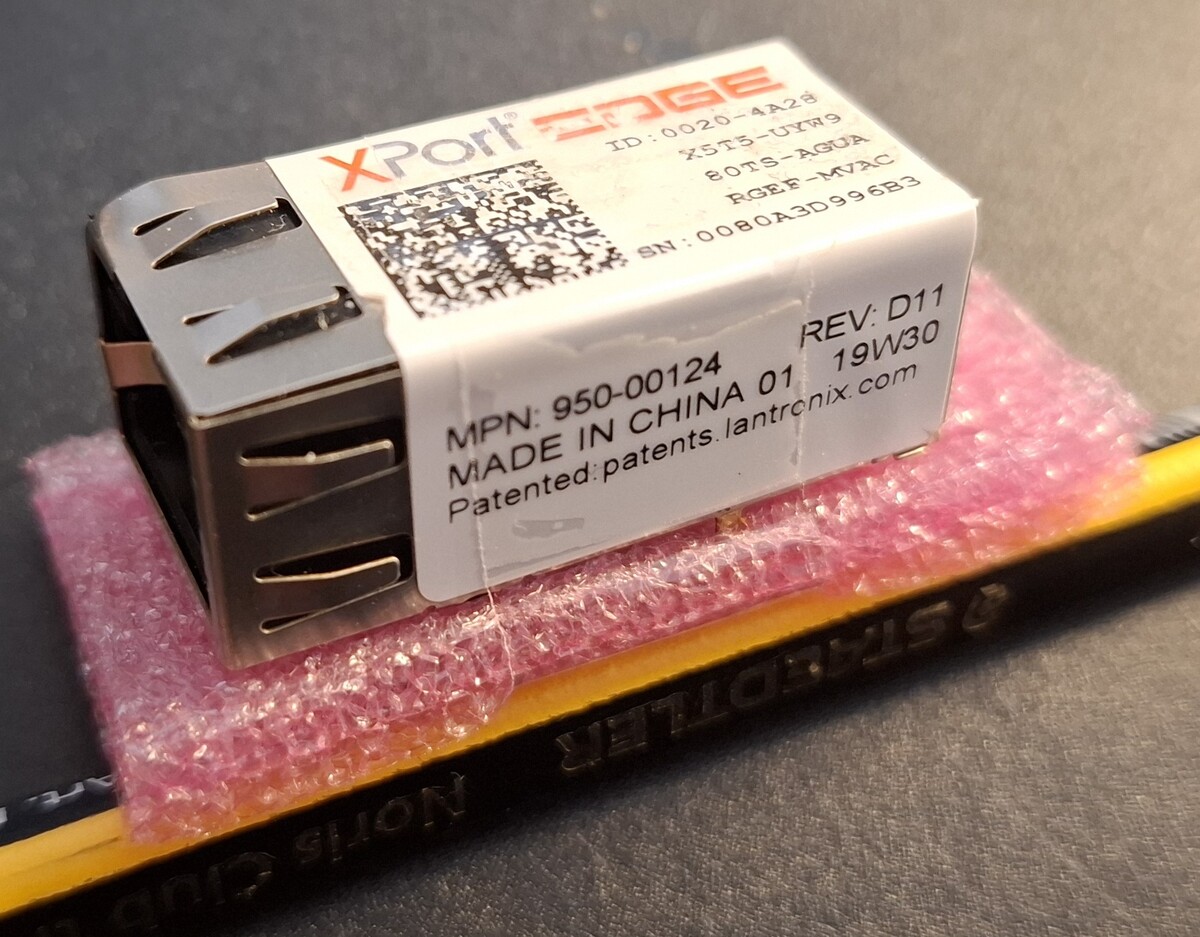 XPort® EDGE
ID:0020-4A28
X5T5-UYW9
80TS-AGUA
RGEF-MVAC
SN:0080A3D996B3
MPN: 950-00124 REV: D11
MADE IN CHINA 01 19W30
Patented:patents.lantronix.com
STAEDTLER
Noris Club
Art.